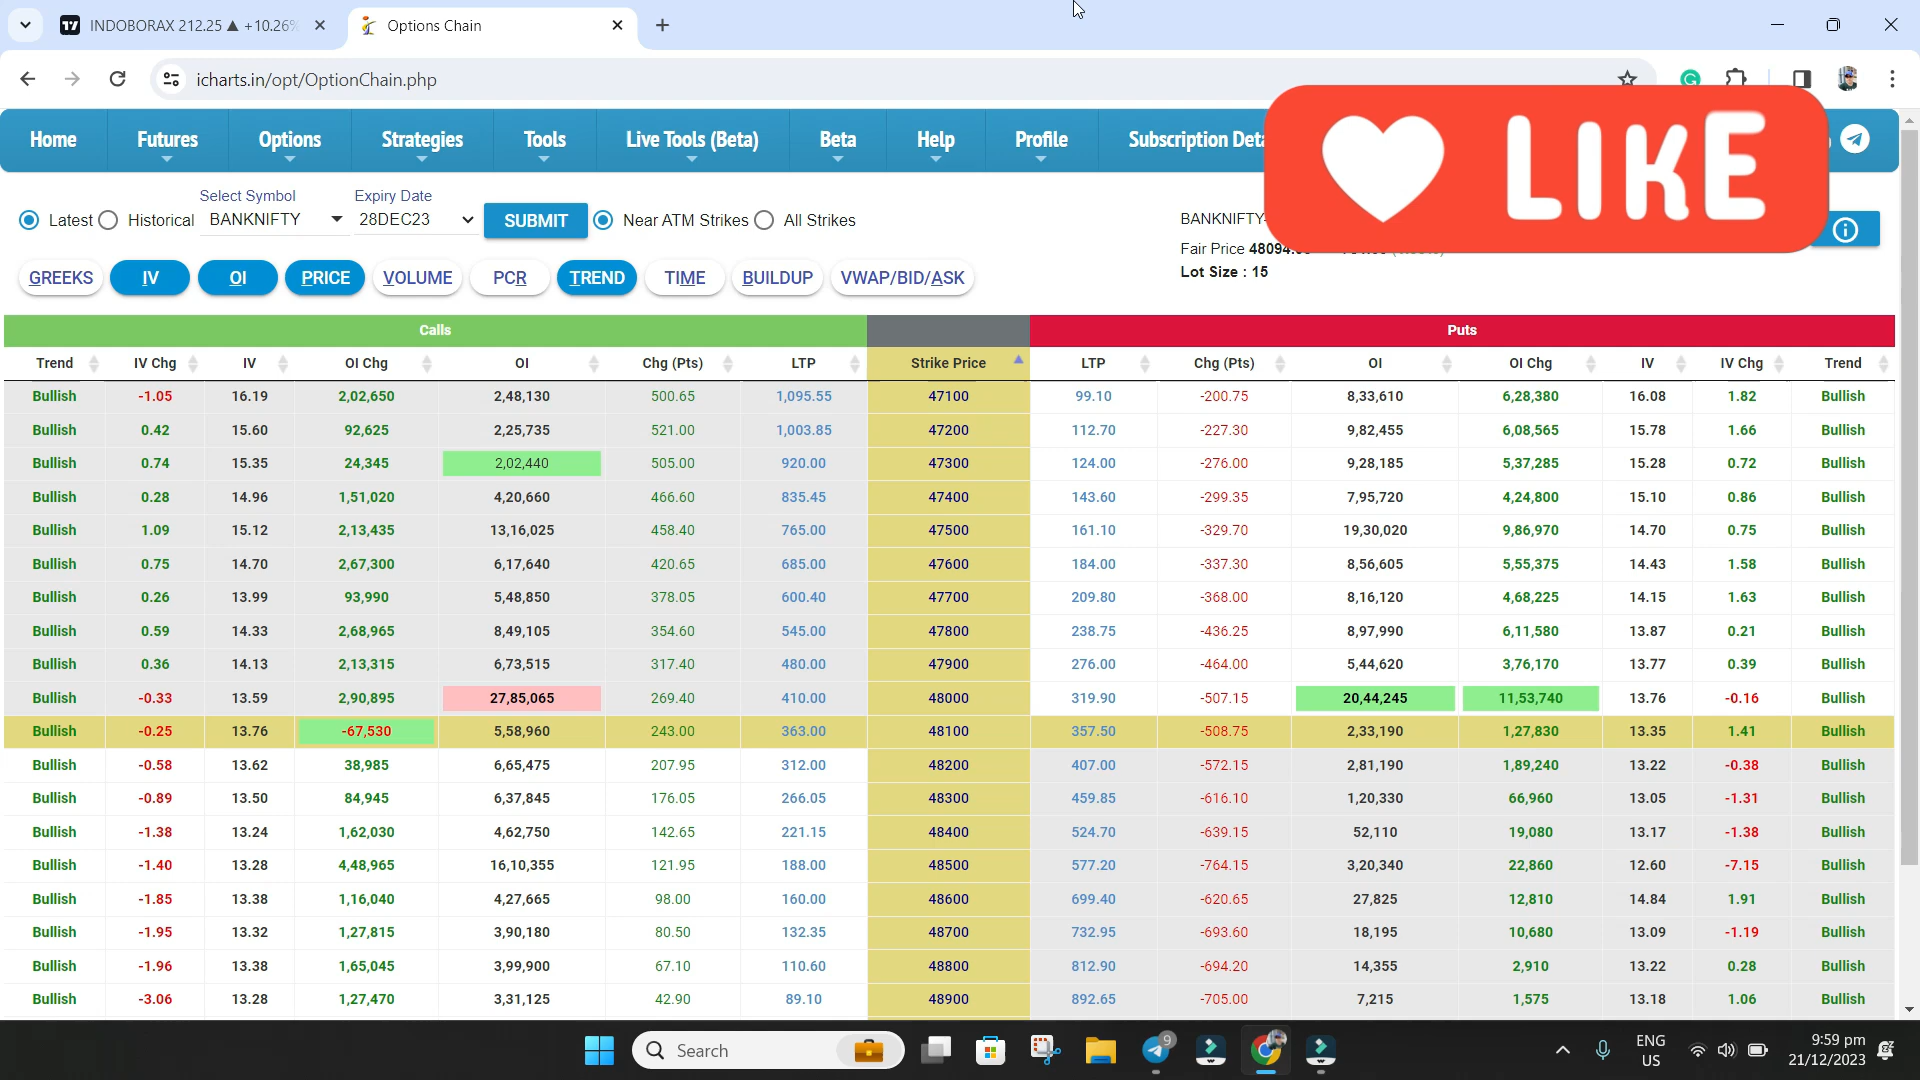 INDOBORAX 212.25 ▲ +10.26%
Options Chain
icharts.in/opt/OptionChain.php
Home Futures Options Strategies Tools Live Tools (Beta) Beta Help Profile Subscription
LIKE
Select Symbol Expiry Date
Latest Historical BANKNIFTY 28DEC23 SUBMIT Near ATM Strikes All Strikes
BANKNIFTY-
Fair Price
Lot Size : 15
GREEKS IV OI PRICE VOLUME PCR TREND TIME BUILDUP VWAP/BID/ASK
Calls Puts
Trend IV Chg IV OI Chg OI Chg (Pts) LTP Strike Price LTP Chg (Pts) OI OI Chg IV IV Chg Trend
Bullish -1.05 16.19 2,02,650 2,48,130 500.65 1,095.55 47100 99.10 -200.75 8,33,610 6,28,380 16.08 1.82 Bullish
Bullish 0.42 15.60 92,625 2,25,735 521.00 1,003.85 47200 112.70 -227.30 9,82,455 6,08,565 15.78 1.66 Bullish
Bullish 0.74 15.35 24,345 2,02,440 505.00 920.00 47300 124.00 -276.00 9,28,185 5,37,285 15.28 0.72 Bullish
Bullish 0.28 14.96 1,51,020 4,20,660 466.60 835.45 47400 143.60 -299.35 7,95,720 4,24,800 15.10 0.86 Bullish
Bullish 1.09 15.12 2,13,435 13,16,025 458.40 765.00 47500 161.10 -329.70 19,30,020 9,86,970 14.70 0.75 Bullish
Bullish 0.75 14.70 2,67,300 6,17,640 420.65 685.00 47600 184.00 -337.30 8,56,605 5,55,375 14.43 1.58 Bullish
Bullish 0.26 13.99 93,990 5,48,850 378.05 600.40 47700 209.80 -368.00 8,16,120 4,68,225 14.15 1.63 Bullish
Bullish 0.59 14.33 2,68,965 8,49,105 354.60 545.00 47800 238.75 -436.25 8,97,990 6,11,580 13.87 0.21 Bullish
Bullish 0.36 14.13 2,13,315 6,73,515 317.40 480.00 47900 276.00 -464.00 5,44,620 3,76,170 13.77 0.39 Bullish
Bullish -0.33 13.59 2,90,895 27,85,065 269.40 410.00 48000 319.90 -507.15 20,44,245 11,53,740 13.76 -0.16 Bullish
Bullish -0.25 13.76 -67,530 5,58,960 243.00 363.00 48100 357.50 -508.75 2,33,190 1,27,830 13.35 1.41 Bullish
Bullish -0.58 13.62 38,985 6,65,475 207.95 312.00 48200 407.00 -572.15 2,81,190 1,89,240 13.22 -0.38 Bullish
Bullish -0.89 13.50 84,945 6,37,845 176.05 266.05 48300 459.85 -616.10 1,20,330 66,960 13.05 -1.31 Bullish
Bullish -1.38 13.24 1,62,030 4,62,750 142.65 221.15 48400 524.70 -639.15 52,110 19,080 13.17 -1.38 Bullish
Bullish -1.40 13.28 4,48,965 16,10,355 121.95 188.00 48500 577.20 -764.15 3,20,340 22,860 12.60 -7.15 Bullish
Bullish -1.85 13.38 1,16,040 4,27,665 98.00 160.00 48600 699.40 -620.65 27,825 12,810 14.84 1.91 Bullish
Bullish -1.95 13.32 1,27,815 3,90,180 80.50 132.35 48700 732.95 -693.60 18,195 10,680 13.09 -1.19 Bullish
Bullish -1.96 13.38 1,65,045 3,99,900 67.10 110.60 48800 812.90 -694.20 14,355 2,910 13.22 0.28 Bullish
Bullish -3.06 13.28 1,27,470 3,31,125 42.90 89.10 48900 892.65 -705.00 7,215 1,575 13.18 1.06 Bullish
Search
9
ENG
US
9:59 pm
21/12/2023